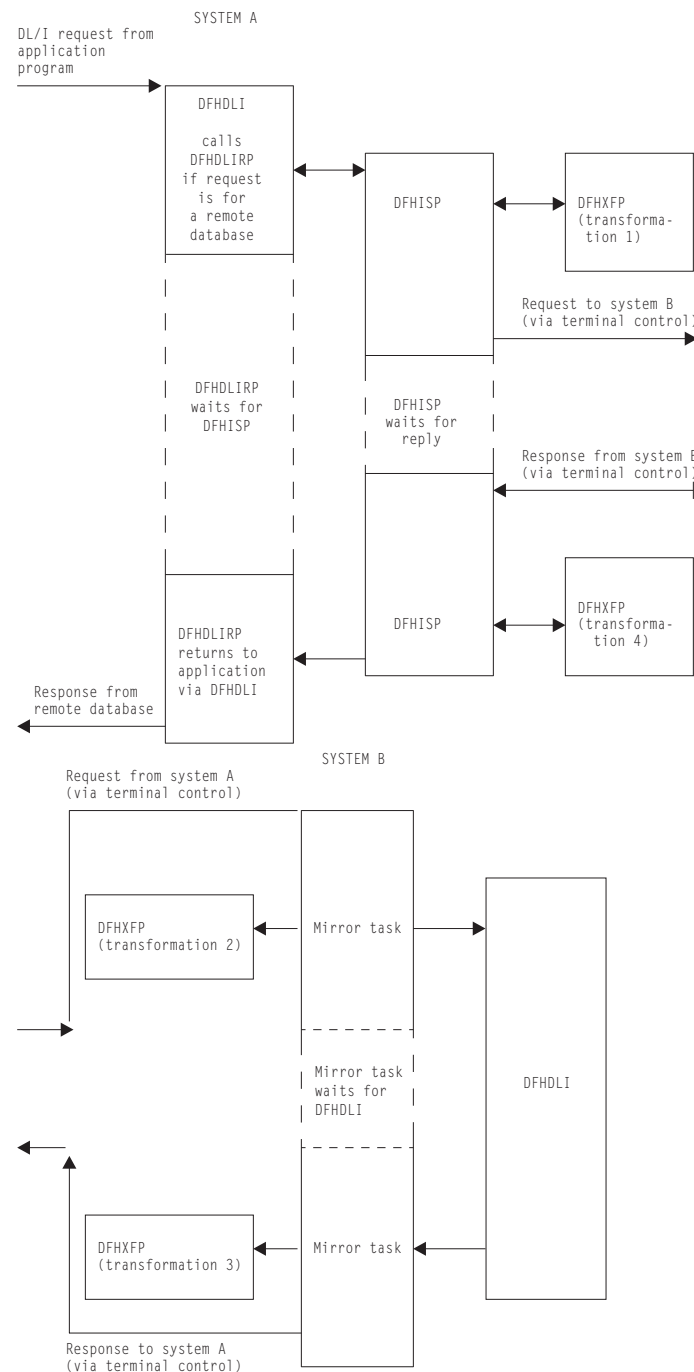 SYSTEM A
DL/I request from
application
program
DFHDLI
calls
DFHDLIRP
if request
is for
a remote
database
DFHISP
DFHXFP
(transforma-
tion 1)
Request to system B
(via terminal control)
DFHDLIRP
waits for
DFHISP
DFHISP
waits for
reply
Response from system B
(via terminal control)
DFHISP
DFHXFP
(transforma-
tion 4)
DFHDLIRP
returns to
application
via DFHDLI
Response from
remote database
SYSTEM B
Request from system A
(via terminal control)
DFHXFP
(transformation 2)
Mirror task
Mirror task
waits for
DFHDLI
DFHDLI
DFHXFP
(transformation 3)
Mirror task
Response to system A
(via terminal control)